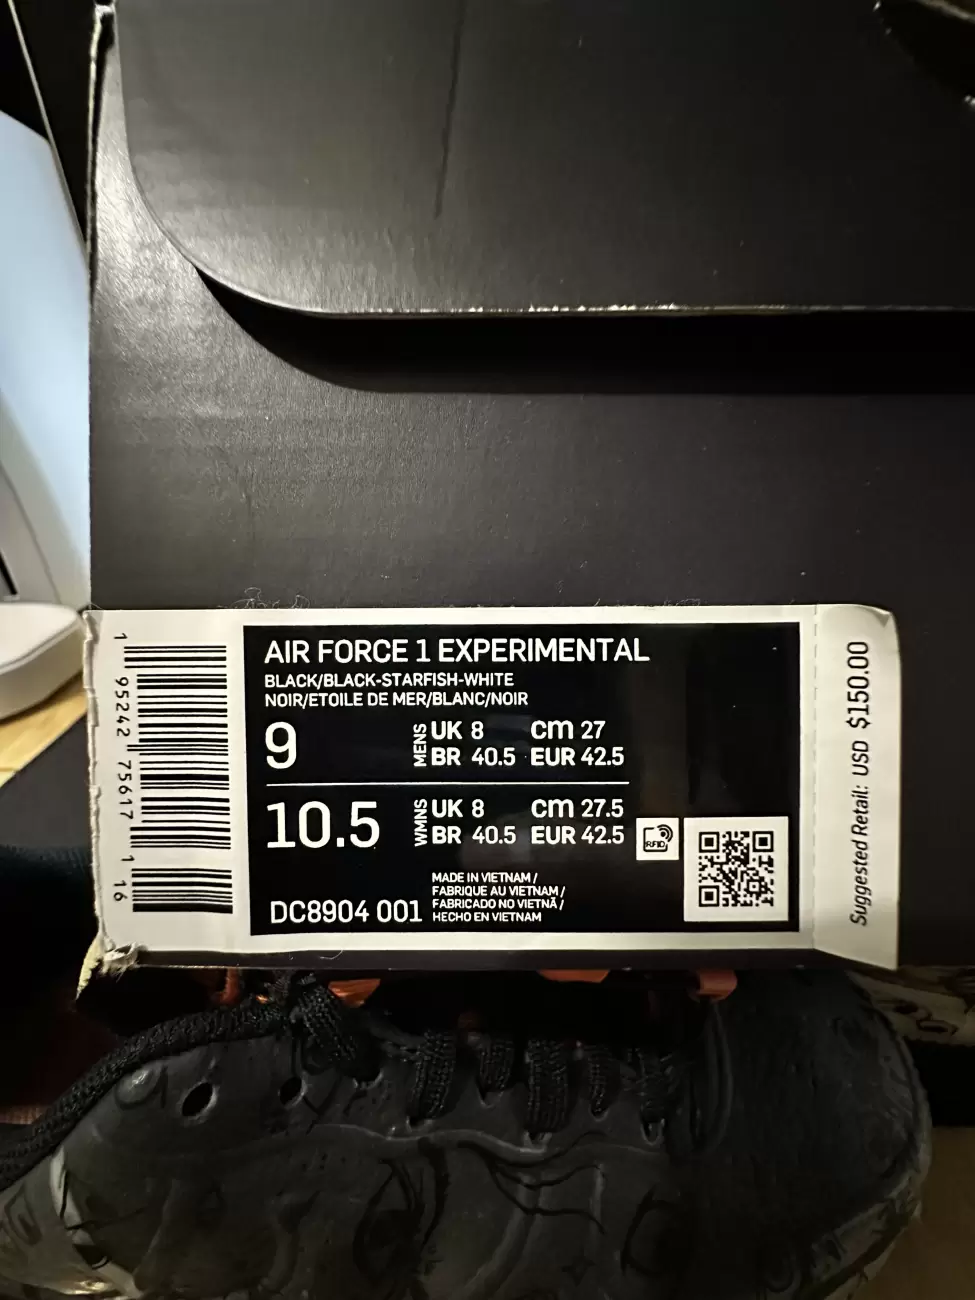 AIR FORCE 1 EXPERIMENTAL
BLACK/BLACK-STARFISH-WHITE
NOIR/ETOILE DE MER/BLANC/NOIR
9 MENS UK 8 CM 27
BR 40.5 EUR 42.5
10.5 WMNS UK 8 CM 27.5
BR 40.5 EUR 42.5
RFID
MADE IN VIETNAM /
FABRIQUE AU VIETNAM /
FABRICADO NO VIETNÃ /
HECHO EN VIETNAM
DC8904 001
1 95242 75617 1 16
Suggested Retail: USD $150.00